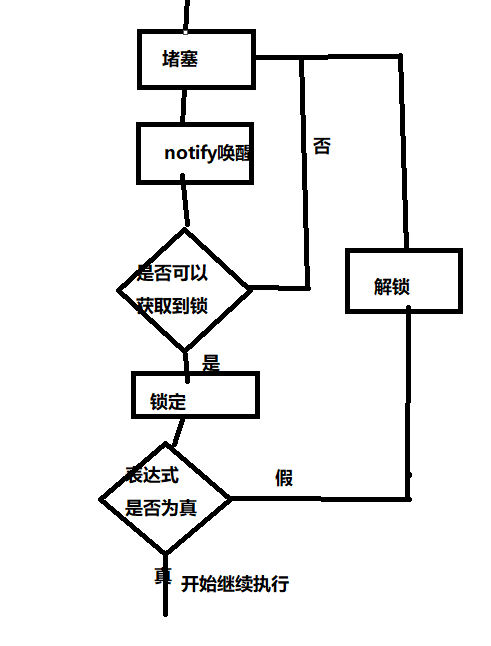 堵塞
notify唤醒
否
是否可以
获取到锁
解锁
是
锁定
表达式
是否为真
假
真
开始继续执行